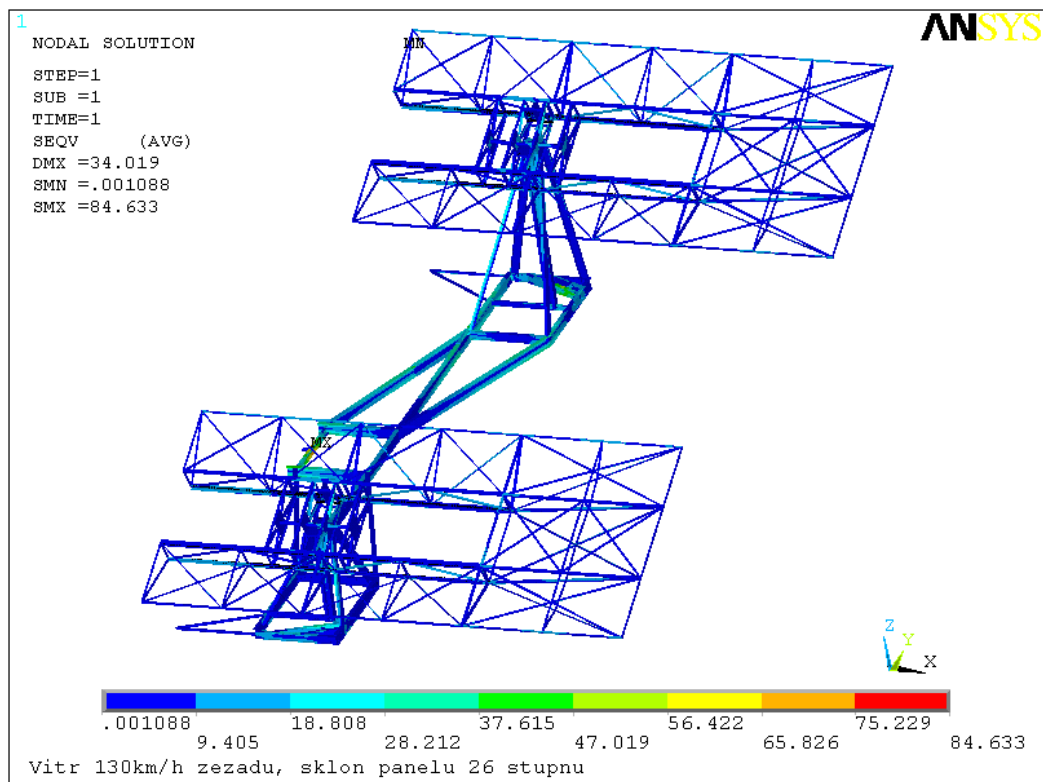 1
ANSYS
NODAL SOLUTION
STEP=1
SUB =1
TIME=1
SEQV (AVG)
DMX =34.019
SMN =.001088
SMX =84.633
MN
MX
Z
Y
X
.001088 18.808 37.615 56.422 75.229
9.405 28.212 47.019 65.826 84.633
Vitr 130km/h zezadu, sklon panelu 26 stupnu